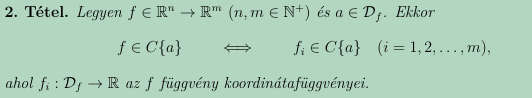 2. Tétel. Legyen f ∈ ℝⁿ → ℝᵐ (n, m ∈ ℕ⁺) és a ∈ 𝒟_f. Ekkor
f ∈ C{a} ⟺ f_i ∈ C{a} (i = 1, 2, …, m),
ahol f_i : 𝒟_f → ℝ az f függvény koordinátafüggvényei.